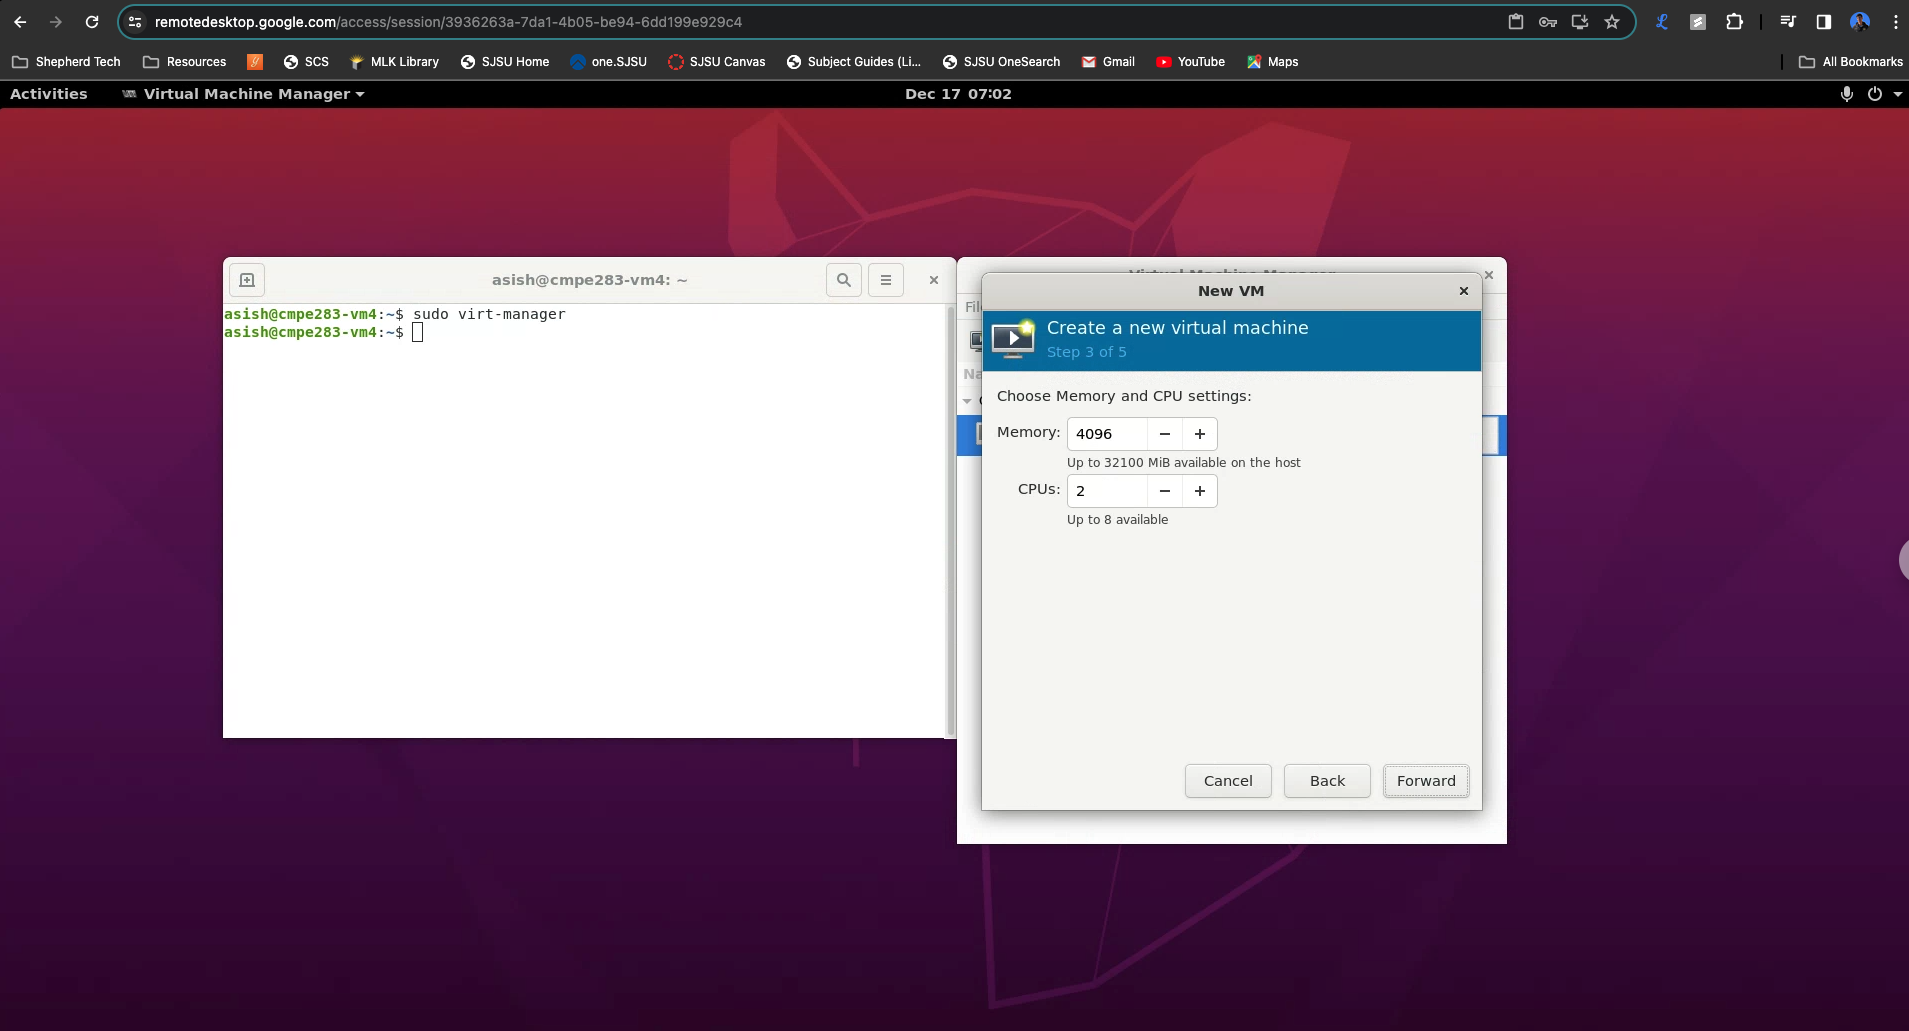 remotedesktop.google.com/access/session/3936263a-7da1-4b05-be94-6dd199e929c4
Shepherd Tech Resources SCS MLK Library SJSU Home one.SJSU SJSU Canvas Subject Guides (Li... SJSU OneSearch Gmail YouTube Maps All Bookmarks
Activities Virtual Machine Manager Dec 17 07:02
asish@cmpe283-vm4: ~
asish@cmpe283-vm4:~$ sudo virt-manager
asish@cmpe283-vm4:~$
Virtual Machine Manager
New VM
Create a new virtual machine
Step 3 of 5
Choose Memory and CPU settings:
Memory: 4096 − +
Up to 32100 MiB available on the host
CPUs: 2 − +
Up to 8 available
Cancel Back Forward